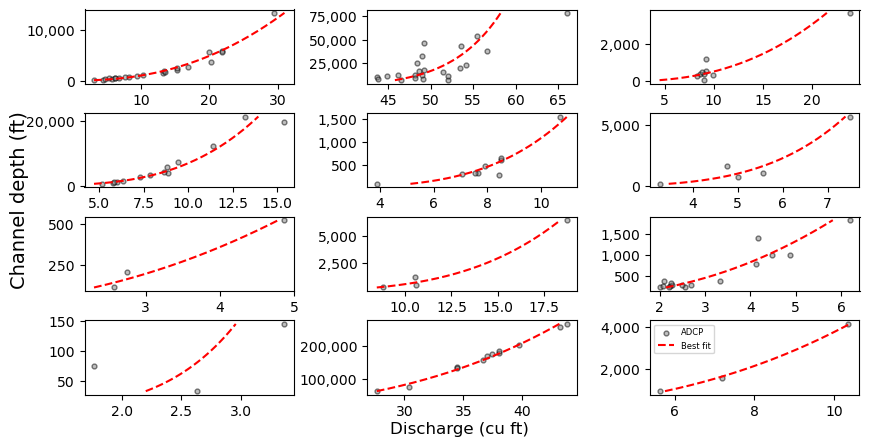 10,000
0
10 20 30
75,000
50,000
25,000
45 50 55 60 65
2,000
0
5 10 15 20
20,000
0
5.0 7.5 10.0 12.5 15.0
1,500
1,000
500
4 6 8 10
5,000
0
4 5 6 7
Channel depth (ft)
500
250
3 4 5
5,000
2,500
10.0 12.5 15.0 17.5
1,500
1,000
500
2 3 4 5 6
150
100
50
2.0 2.5 3.0
200,000
100,000
30 35 40
4,000
2,000
6 8 10
ADCP
Best fit
Discharge (cu ft)